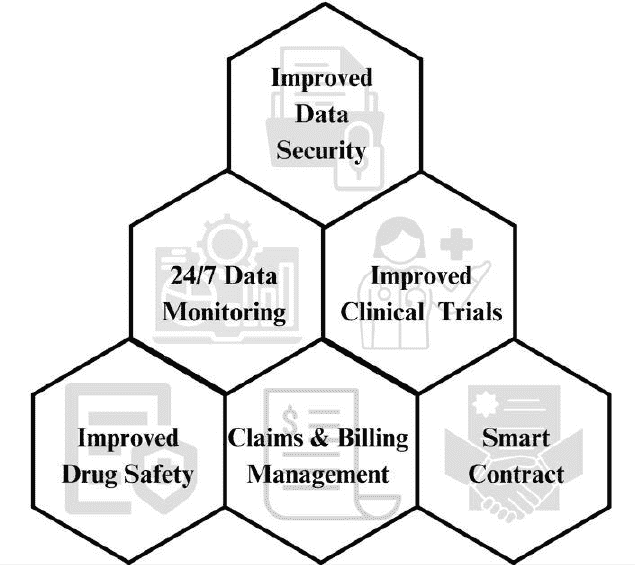 Improved
Data
Security
24/7 Data
Monitoring
Improved
Clinical Trials
Improved
Drug Safety
Claims & Billing
Management
Smart
Contract